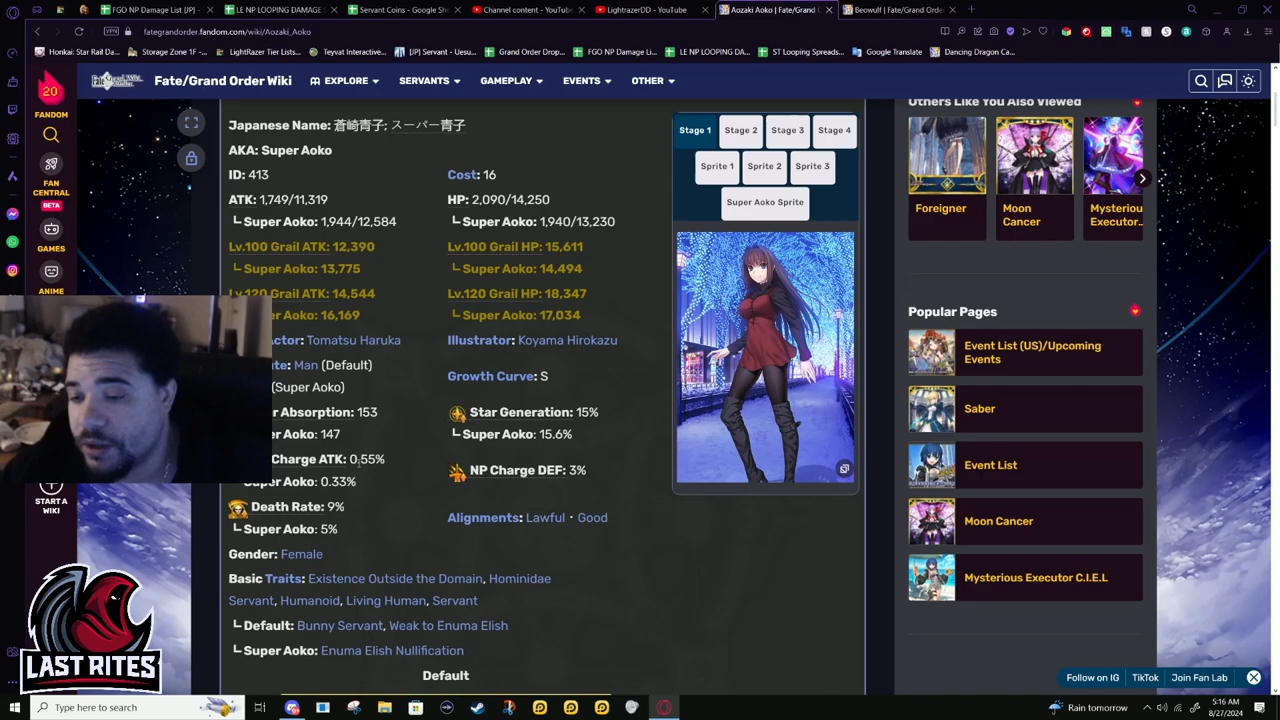 FGO NP Damage List [JP]
LE NP LOOPING DAMAGE
Servant Coins - Google Sh
Channel content - YouTub
LightrazerDD - YouTube
Aozaki Aoko | Fate/Grand
Beowulf | Fate/Grand Orde
VPN
fategrandorder.fandom.com/wiki/Aozaki_Aoko
Honkai: Star Rail Da...
Storage Zone 1F -...
LightRazer Tier Lists...
Teyvat Interactive...
[JP] Servant - Uesu...
Grand Order Drop...
FGO NP Damage Li...
LE NP LOOPING DA...
ST Looping Spreads...
Google Translate
Dancing Dragon Ca...
20
FANDOM
FAN
CENTRAL
BETA
GAMES
ANIME
START A
WIKI
Fate/Grand Order Wiki
EXPLORE
SERVANTS
GAMEPLAY
EVENTS
OTHER
Japanese Name: 蒼崎青子; スーパー青子
AKA: Super Aoko
ID: 413
Cost: 16
ATK: 1,749/11,319
HP: 2,090/14,250
Super Aoko: 1,944/12,584
Super Aoko: 1,940/13,230
Lv.100 Grail ATK: 12,390
Lv.100 Grail HP: 15,611
Super Aoko: 13,775
Super Aoko: 14,494
Lv.120 Grail ATK: 14,544
Lv.120 Grail HP: 18,347
Super Aoko: 16,169
Super Aoko: 17,034
Tomatsu Haruka
Illustrator: Koyama Hirokazu
Man (Default)
(Super Aoko)
Growth Curve: S
Absorption: 153
Star Generation: 15%
Aoko: 147
Super Aoko: 15.6%
Charge ATK: 0.55%
NP Charge DEF: 3%
Super Aoko: 0.33%
Death Rate: 9%
Super Aoko: 5%
Alignments: Lawful · Good
Gender: Female
Basic Traits: Existence Outside the Domain, Hominidae
Servant, Humanoid, Living Human, Servant
Default: Bunny Servant, Weak to Enuma Elish
Super Aoko: Enuma Elish Nullification
Default
Stage 1
Stage 2
Stage 3
Stage 4
Sprite 1
Sprite 2
Sprite 3
Super Aoko Sprite
Others Like You Also Viewed
Foreigner
Moon
Cancer
Mysterious
Executor...
Popular Pages
Event List (US)/Upcoming
Events
Saber
Event List
Moon Cancer
Mysterious Executor C.I.E.L
Follow on IG
TikTok
Join Fan Lab
LAST RITES
Type here to search
Rain tomorrow
5:16 AM
8/27/2024